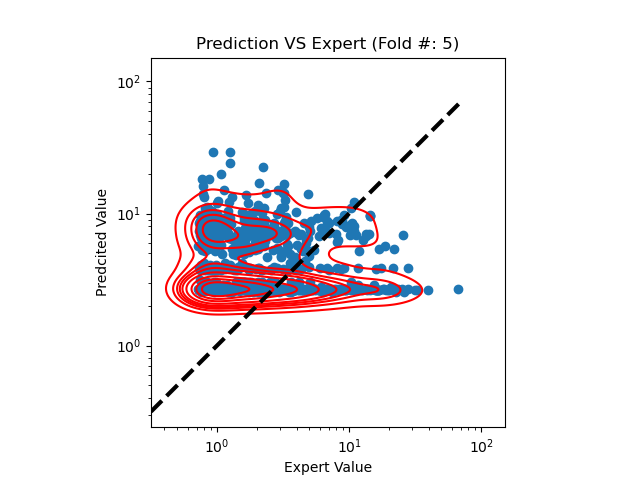 Prediction VS Expert (Fold #: 5)
Predcited Value
10²
10¹
10⁰
10⁰ 10¹ 10²
Expert Value